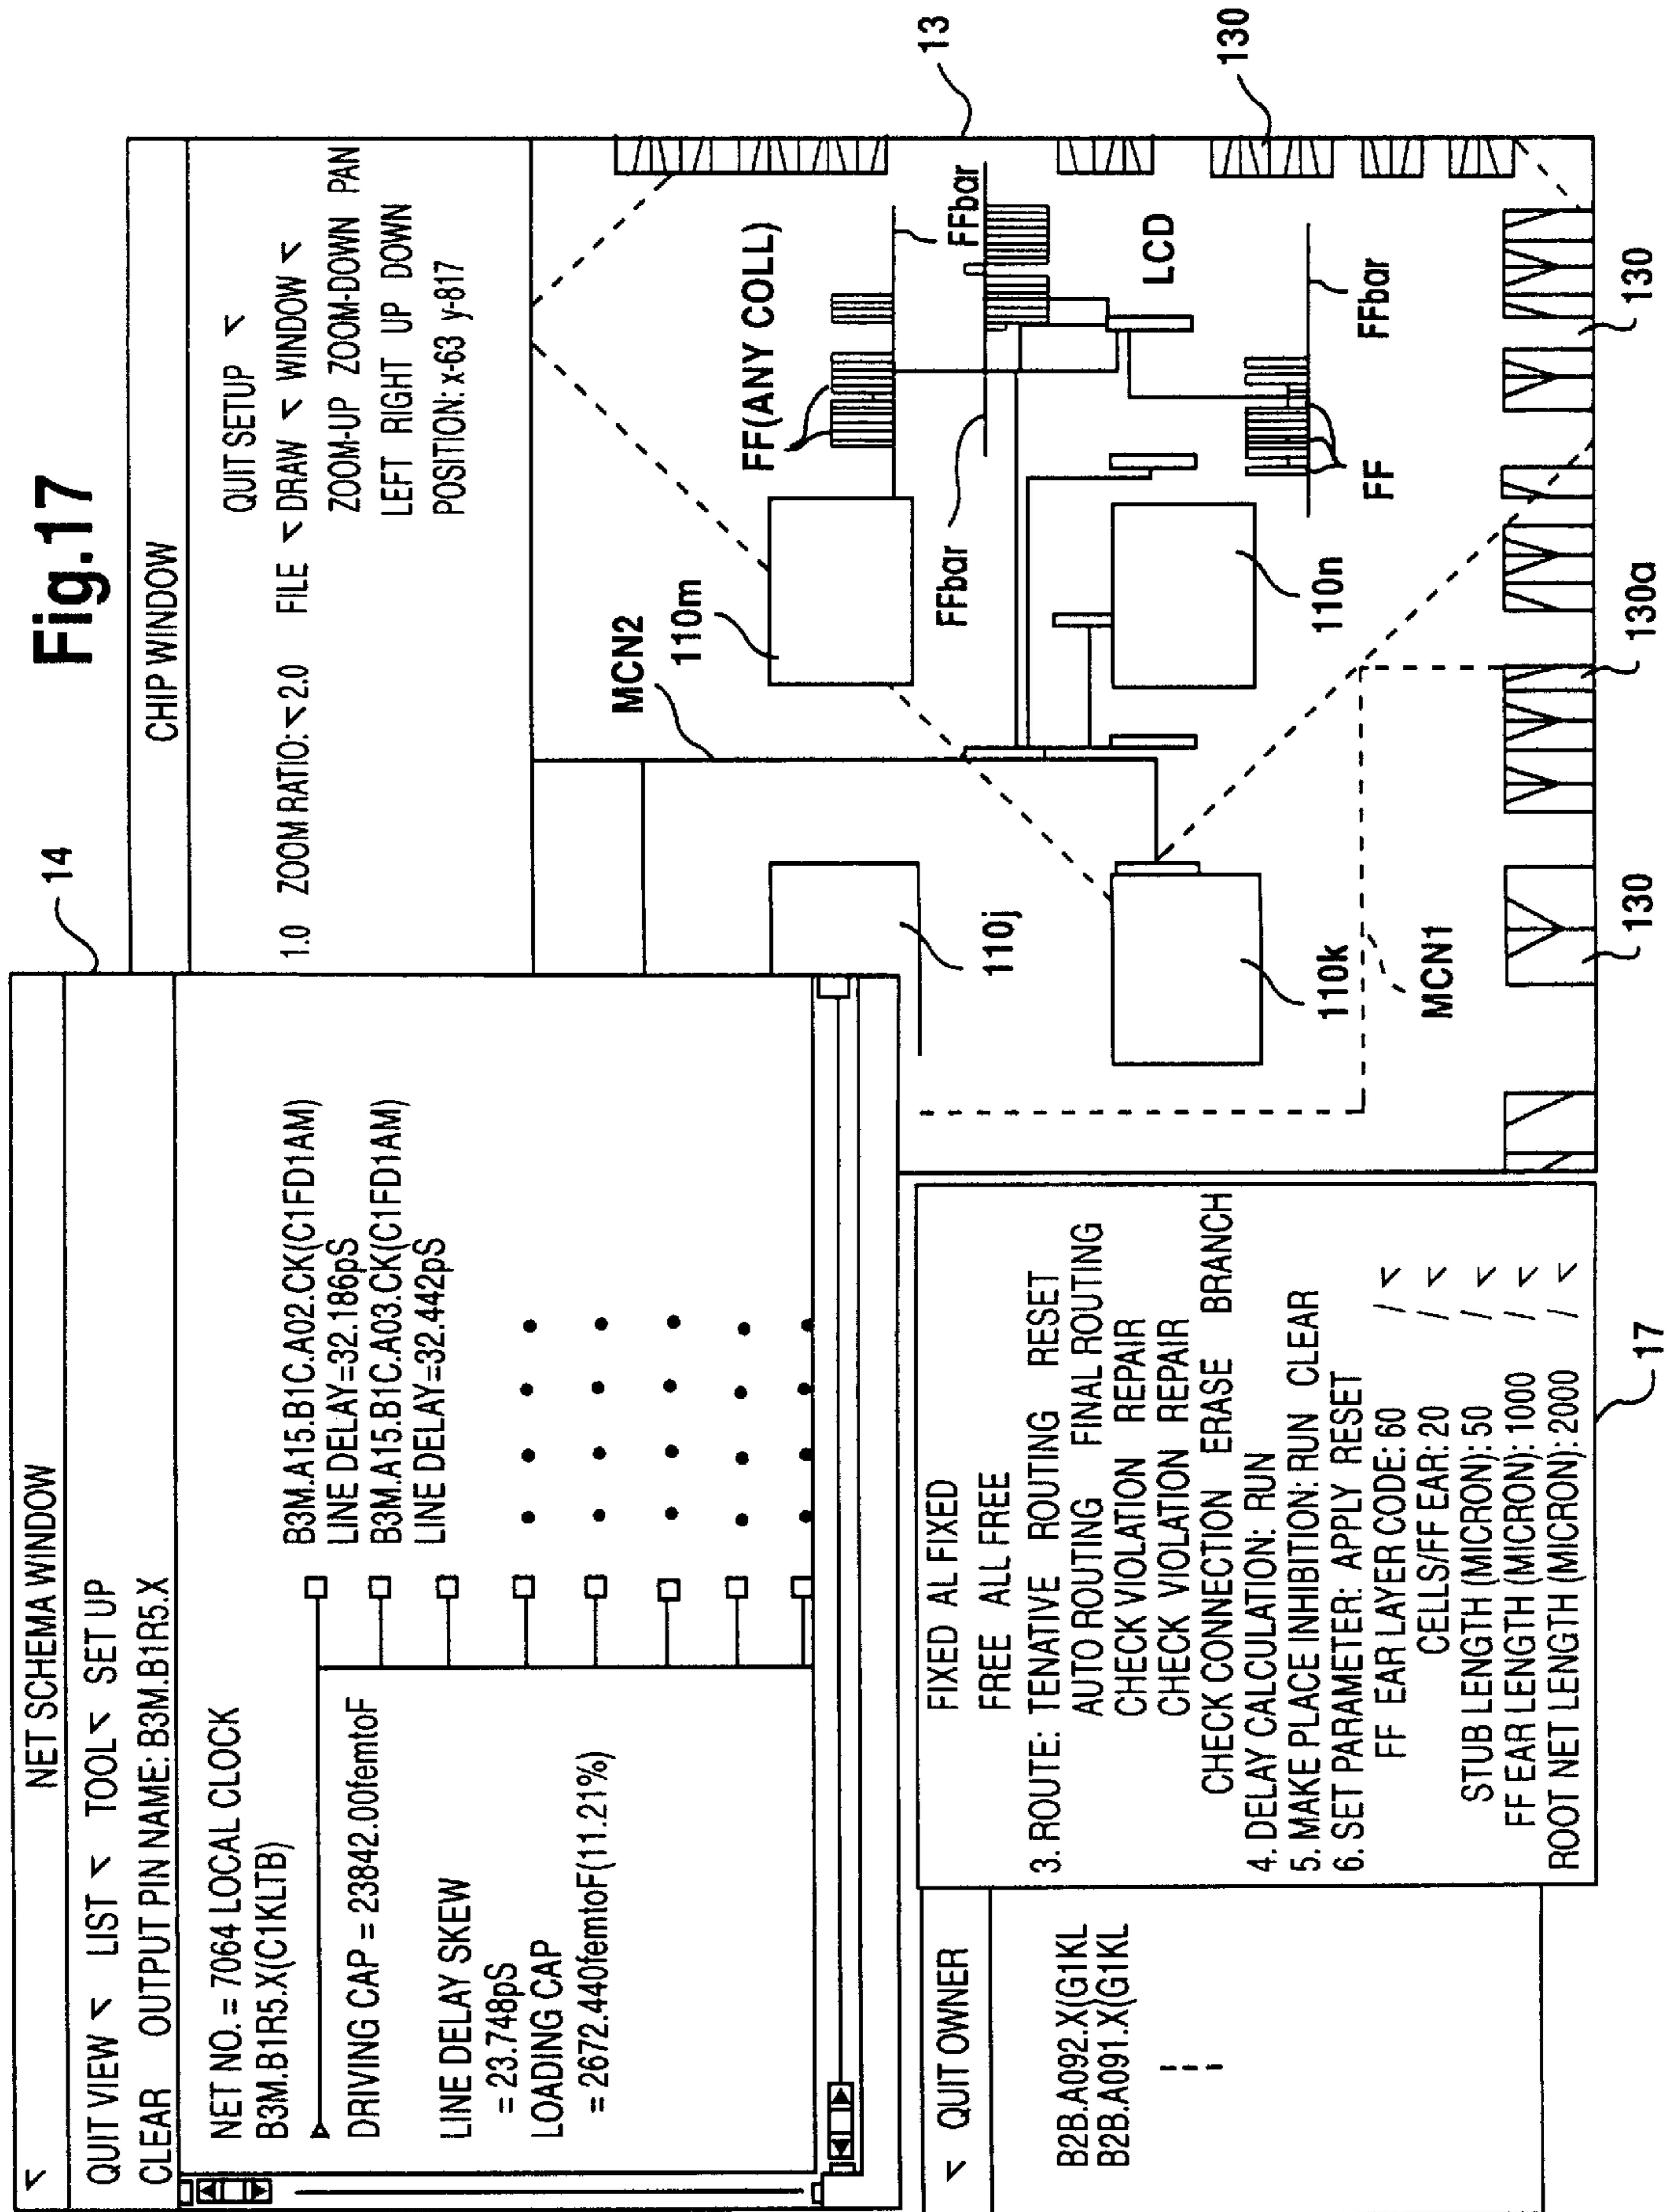 Fig.17
14
NET SCHEMA WINDOW
QUIT VIEW LIST TOOL SET UP
CLEAR OUTPUT PIN NAME: B3M.B1R5.X
NET NO. = 7064 LOCAL CLOCK
B3M.B1R5.X(C1KLTB)
DRIVING CAP = 23842.00femtoF
LINE DELAY SKEW
= 23.748pS
LOADING CAP
= 2672.440femtoF(11.21%)
B3M.A15.B1C.A02.CK(C1FD1AM)
LINE DELAY=32.186pS
B3M.A15.B1C.A03.CK(C1FD1AM)
LINE DELAY=32.442pS
CHIP WINDOW
QUIT SETUP
1.0 ZOOM RATIO: 2.0 FILE DRAW WINDOW
ZOOM-UP ZOOM-DOWN PAN
LEFT RIGHT UP DOWN
POSITION: x-63 y-817
13
MCN2
110m
FF(ANY COLL)
FFbar
FFbar
110j
LCD
110k
110n
FFbar
FF
MCN1
130
130
130a
130
QUIT OWNER
B2B.A092.X(G1KL
B2B.A091.X(G1KL
FIXED AL FIXED
FREE ALL FREE
3. ROUTE: TENATIVE ROUTING RESET
AUTO ROUTING FINAL ROUTING
CHECK VIOLATION REPAIR
CHECK VIOLATION REPAIR
CHECK CONNECTION ERASE BRANCH
4. DELAY CALCULATION: RUN
5. MAKE PLACE INHIBITION: RUN CLEAR
6. SET PARAMETER: APPLY RESET
FF EAR LAYER CODE: 60 /
CELLS/FF EAR: 20 /
STUB LENGTH (MICRON): 50 /
FF EAR LENGTH (MICRON): 1000 /
ROOT NET LENGTH (MICRON): 2000 /
17